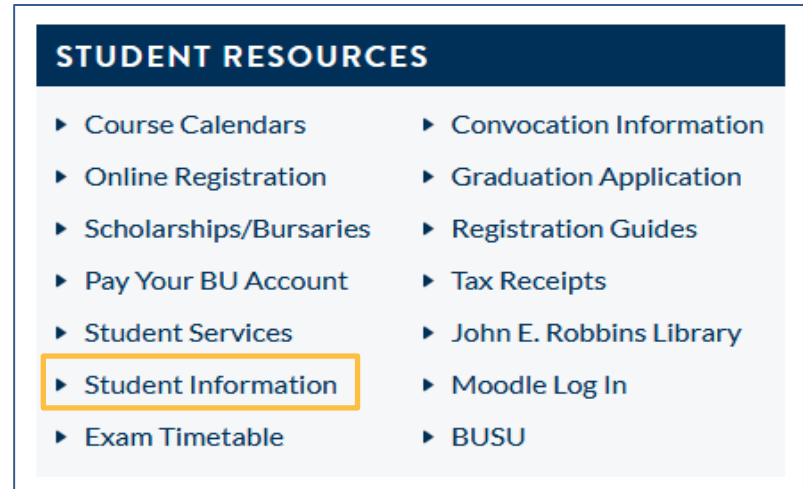 STUDENT RESOURCES
Course Calendars
Online Registration
Scholarships/Bursaries
Pay Your BU Account
Student Services
Student Information
Exam Timetable
Convocation Information
Graduation Application
Registration Guides
Tax Receipts
John E. Robbins Library
Moodle Log In
BUSU